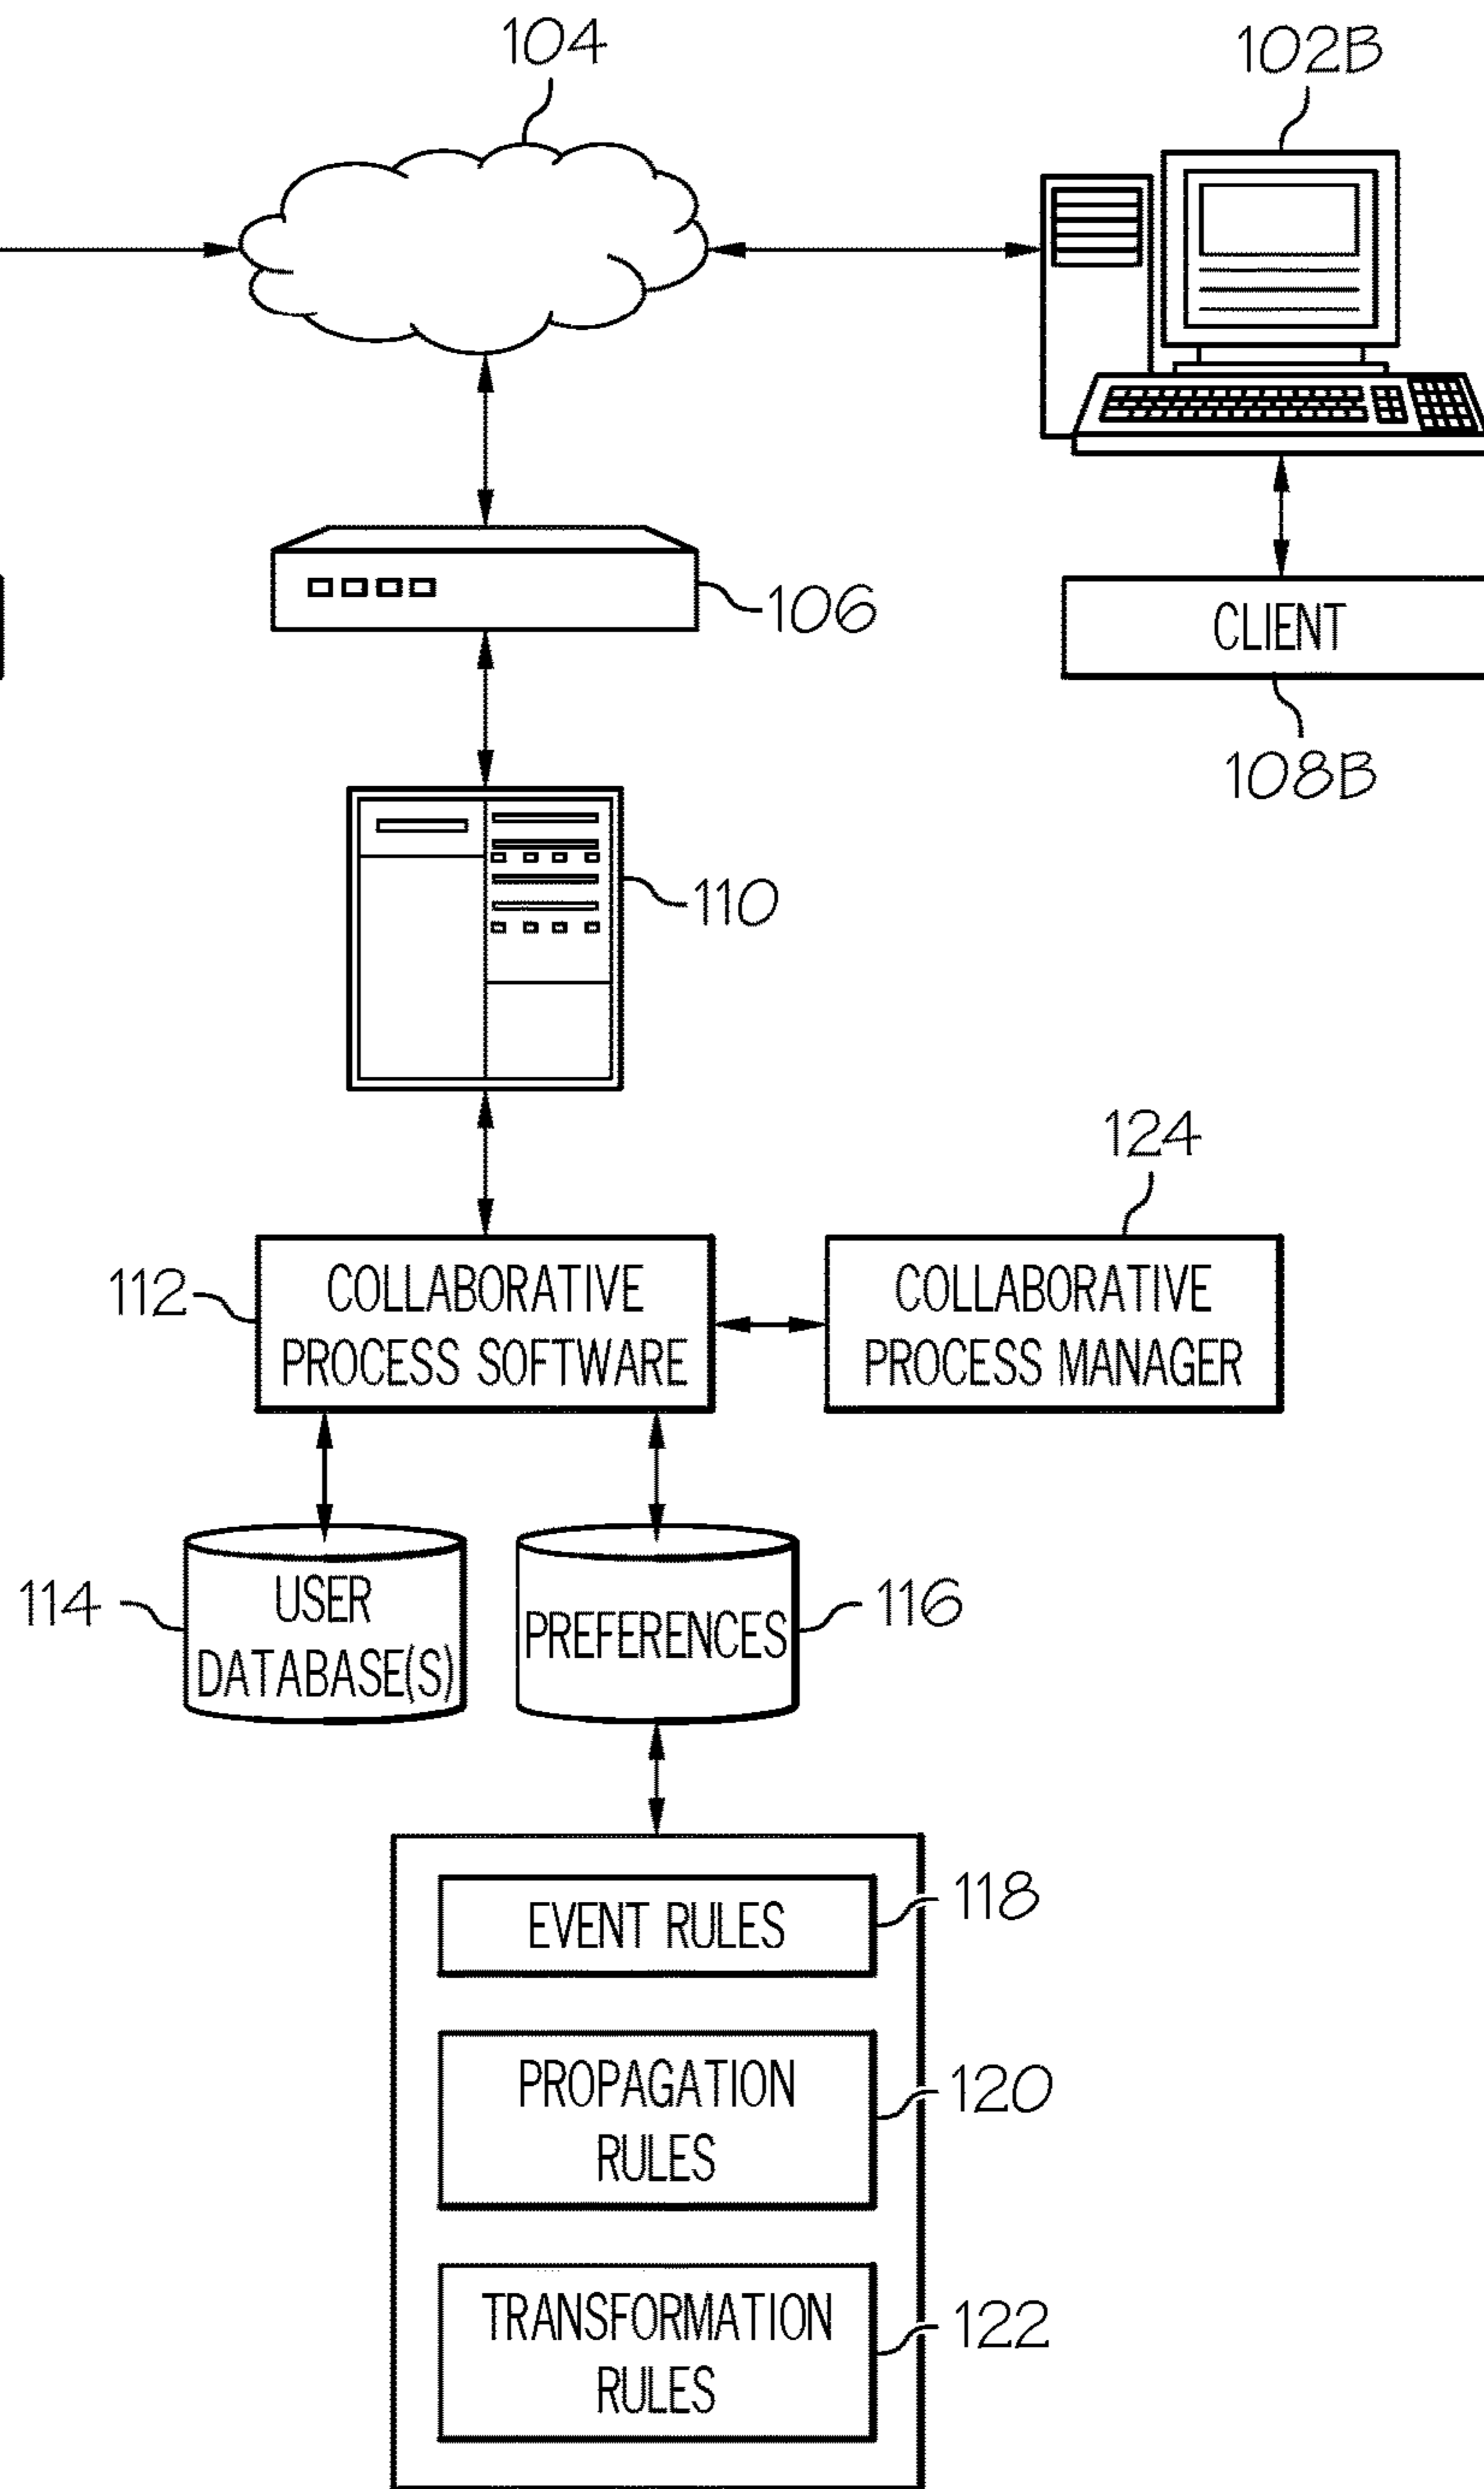 104
102B
106
CLIENT
108B
110
124
112
COLLABORATIVE
PROCESS SOFTWARE
COLLABORATIVE
PROCESS MANAGER
114
USER
DATABASE(S)
PREFERENCES
116
EVENT RULES
118
PROPAGATION
RULES
120
TRANSFORMATION
RULES
122